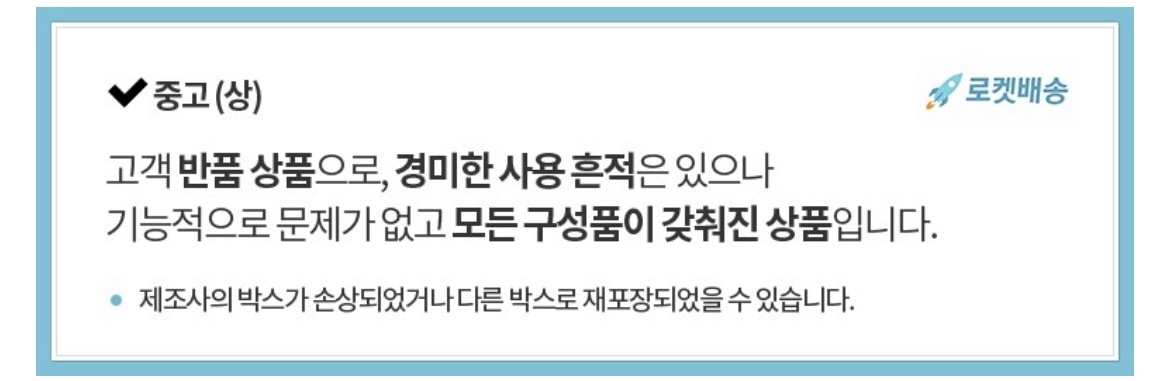 중고 (상)
로켓배송
고객 반품 상품으로, 경미한 사용 흔적은 있으나
기능적으로 문제가 없고 모든 구성품이 갖춰진 상품입니다.
• 제조사의 박스가 손상되었거나 다른 박스로 재포장되었을 수 있습니다.